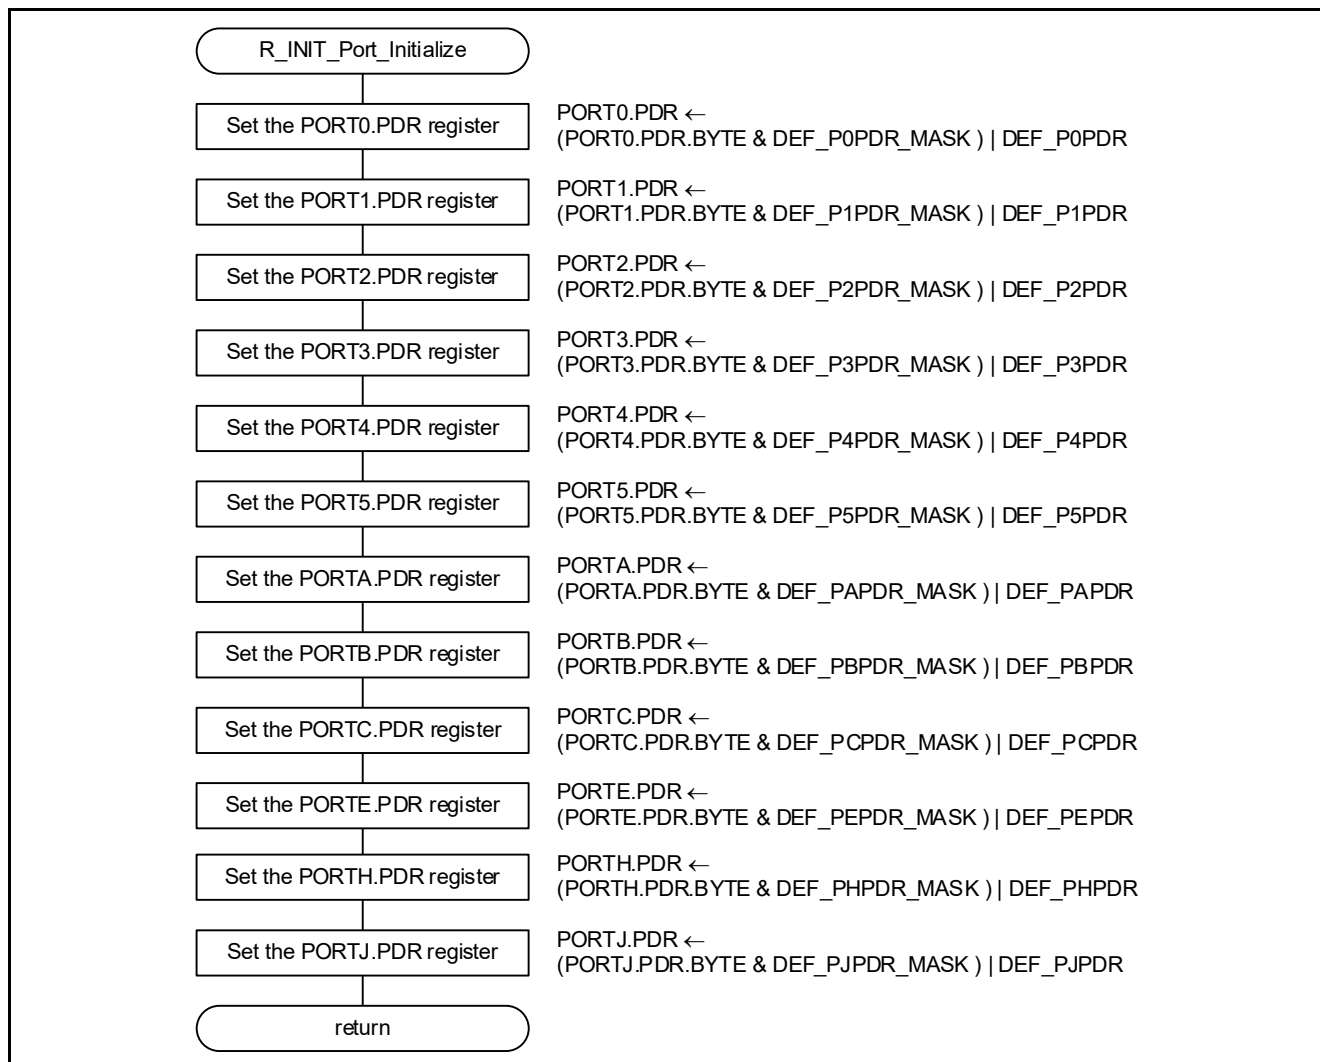 R_INIT_Port_Initialize
Set the PORT0.PDR register
PORT0.PDR ←
(PORT0.PDR.BYTE & DEF_P0PDR_MASK ) | DEF_P0PDR
Set the PORT1.PDR register
PORT1.PDR ←
(PORT1.PDR.BYTE & DEF_P1PDR_MASK ) | DEF_P1PDR
Set the PORT2.PDR register
PORT2.PDR ←
(PORT2.PDR.BYTE & DEF_P2PDR_MASK ) | DEF_P2PDR
Set the PORT3.PDR register
PORT3.PDR ←
(PORT3.PDR.BYTE & DEF_P3PDR_MASK ) | DEF_P3PDR
Set the PORT4.PDR register
PORT4.PDR ←
(PORT4.PDR.BYTE & DEF_P4PDR_MASK ) | DEF_P4PDR
Set the PORT5.PDR register
PORT5.PDR ←
(PORT5.PDR.BYTE & DEF_P5PDR_MASK ) | DEF_P5PDR
Set the PORTA.PDR register
PORTA.PDR ←
(PORTA.PDR.BYTE & DEF_PAPDR_MASK ) | DEF_PAPDR
Set the PORTB.PDR register
PORTB.PDR ←
(PORTB.PDR.BYTE & DEF_PBPDR_MASK ) | DEF_PBPDR
Set the PORTC.PDR register
PORTC.PDR ←
(PORTC.PDR.BYTE & DEF_PCPDR_MASK ) | DEF_PCPDR
Set the PORTE.PDR register
PORTE.PDR ←
(PORTE.PDR.BYTE & DEF_PEPDR_MASK ) | DEF_PEPDR
Set the PORTH.PDR register
PORTH.PDR ←
(PORTH.PDR.BYTE & DEF_PHPDR_MASK ) | DEF_PHPDR
Set the PORTJ.PDR register
PORTJ.PDR ←
(PORTJ.PDR.BYTE & DEF_PJPDR_MASK ) | DEF_PJPDR
return